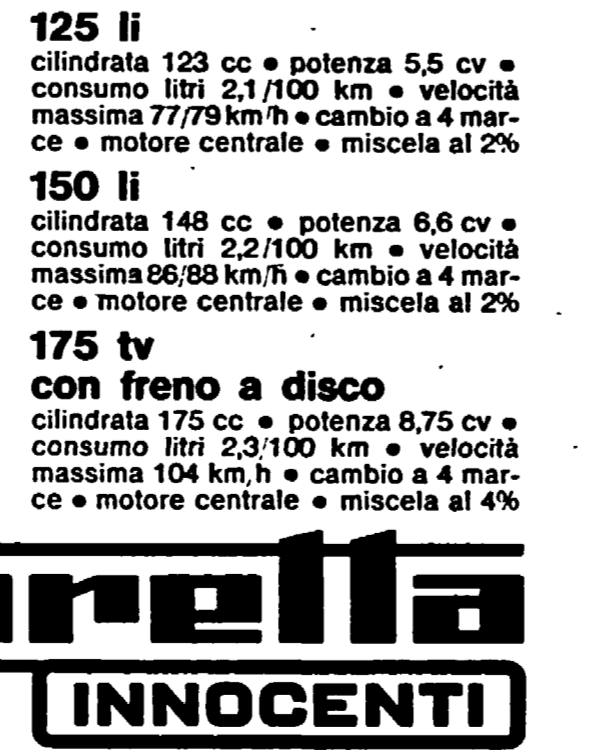 125 li
cilindrata 123 cc ● potenza 5,5 cv ●
consumo litri 2,1/100 km ● velocità
massima 77/79 km/h ● cambio a 4 mar-
ce ● motore centrale ● miscela al 2%
150 li
cilindrata 148 cc ● potenza 6,6 cv ●
consumo litri 2,2/100 km ● velocità
massima 86/88 km/h ● cambio a 4 mar-
ce ● motore centrale ● miscela al 2%
175 tv
con freno a disco
cilindrata 175 cc ● potenza 8,75 cv ●
consumo litri 2,3/100 km ● velocità
massima 104 km,h ● cambio a 4 mar-
ce ● motore centrale ● miscela al 4%
INNOCENTI